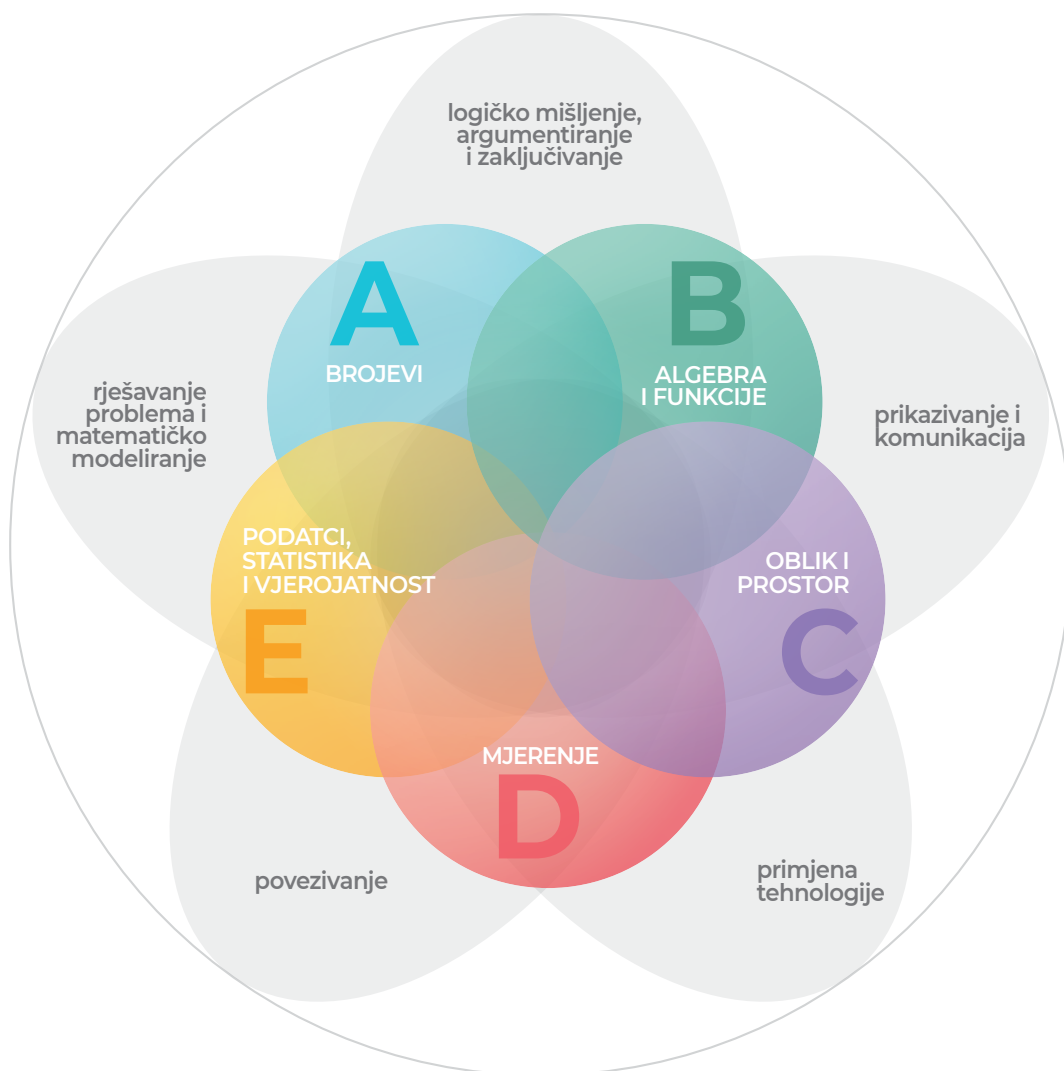 logičko mišljenje,
argumentiranje
i zaključivanje
A
BROJEVI
B
ALGEBRA
I FUNKCIJE
rješavanje
problema i
matematičko
modeliranje
prikazivanje i
komunikacija
PODATCI,
STATISTIKA
I VJEROJATNOST
E
OBLIK I
PROSTOR
C
MJERENJE
D
povezivanje
primjena
tehnologije